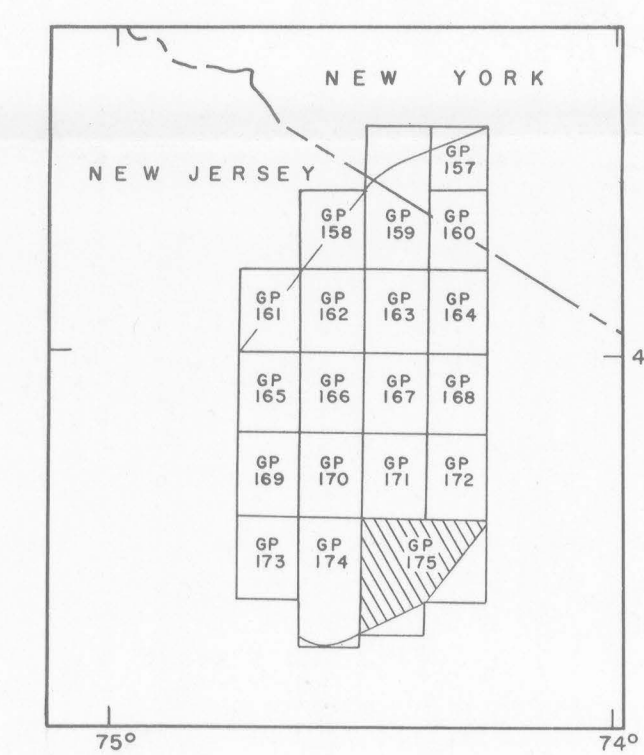 NEW YORK
GP 157
NEW JERSEY
GP 158
GP 159
GP 160
GP 161
GP 162
GP 163
GP 164
4
GP 165
GP 166
GP 167
GP 168
GP 169
GP 170
GP 171
GP 172
GP 173
GP 174
GP 175
75°
74°